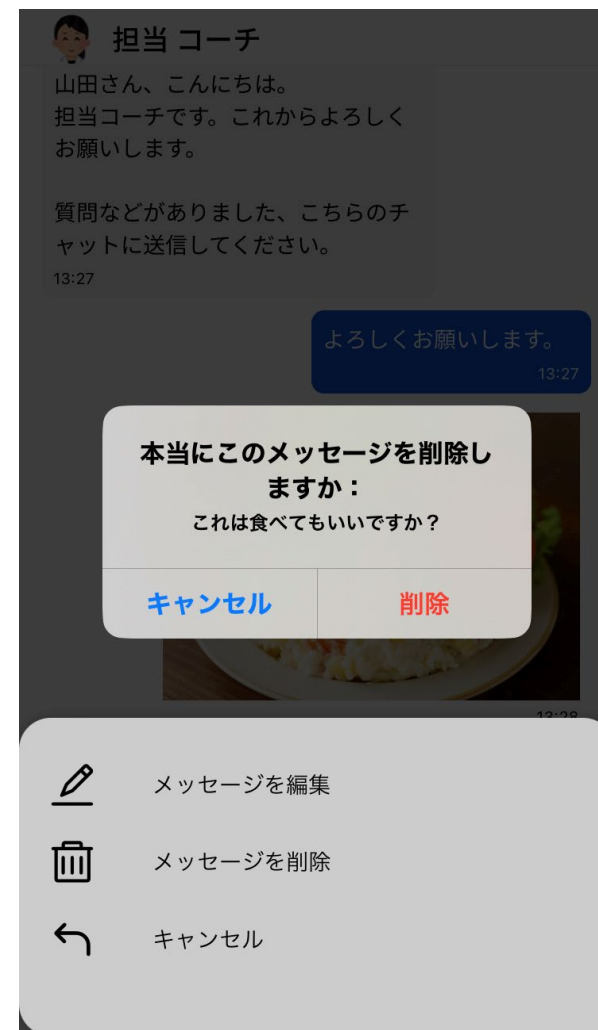 担当 コーチ
山田さん、こんにちは。
担当コーチです。これからよろしく
お願いします。
質問などがありました、こちらのチ
ャットに送信してください。
13:27
よろしくお願いします。
13:27
本当にこのメッセージを削除し
ますか：
これは食べてもいいですか？
キャンセル
削除
13:28
メッセージを編集
メッセージを削除
キャンセル